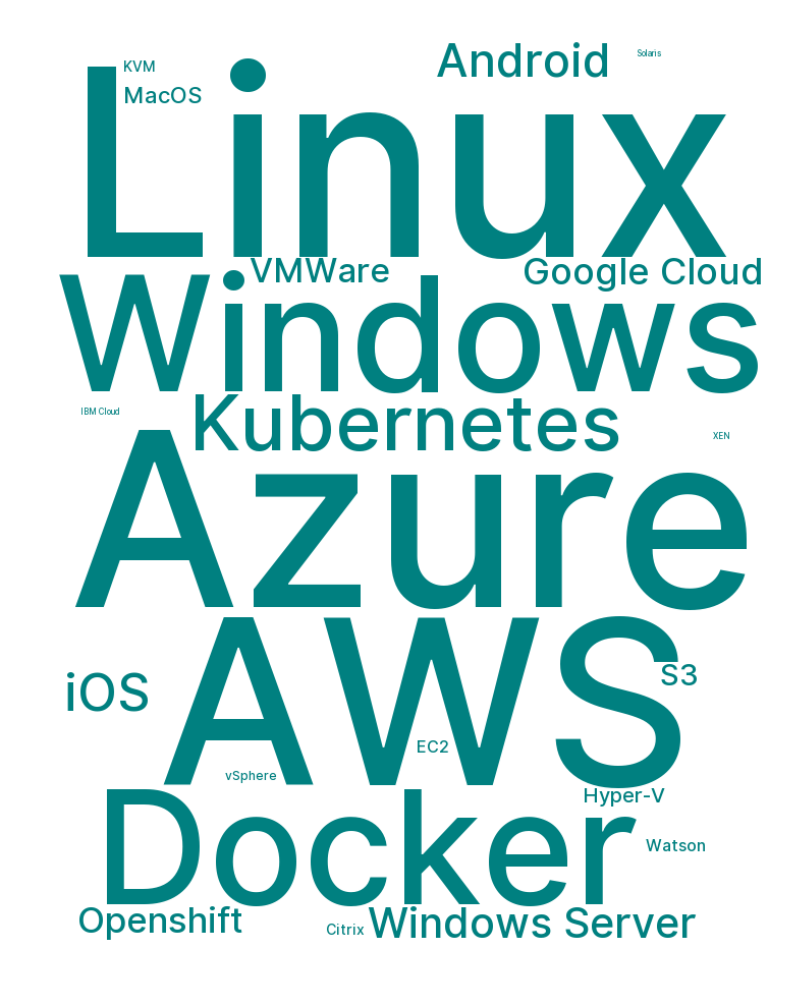 Android
Solaris
KVM
MacOS
Linux
VMWare
Google Cloud
Windows
Kubernetes
IBM Cloud
XEN
Azure
AWS
iOS
S3
EC2
vSphere
Hyper-V
Docker
Watson
Openshift
Citrix
Windows Server